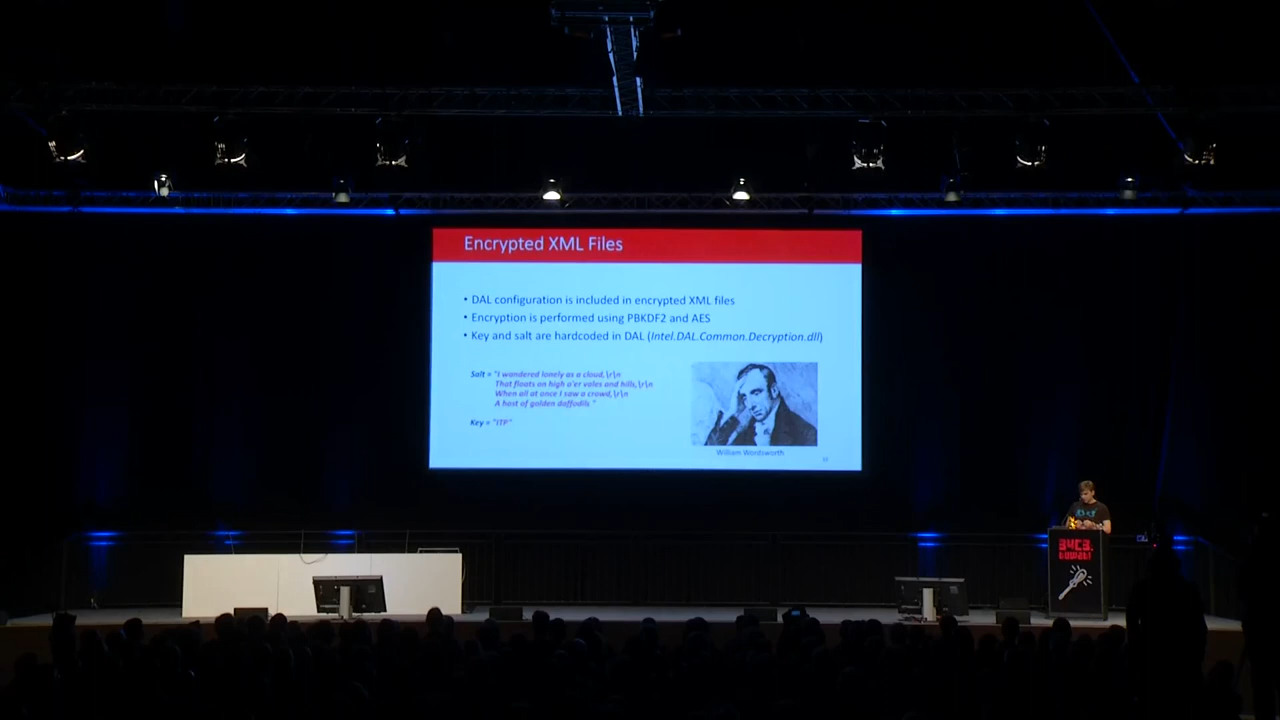 Encrypted XML Files
• DAL configuration is included in encrypted XML files
• Encryption is performed using PBKDF2 and AES
• Key and salt are hardcoded in DAL (Intel.DAL.Common.Decryption.dll)
Salt = "I wandered lonely as a cloud,\r\n
That floats on high o'er vales and hills,\r\n
When all at once I saw a crowd,\r\n
A host of golden daffodils "
Key = "ITP"
William Wordsworth
34C3.
tuwat!